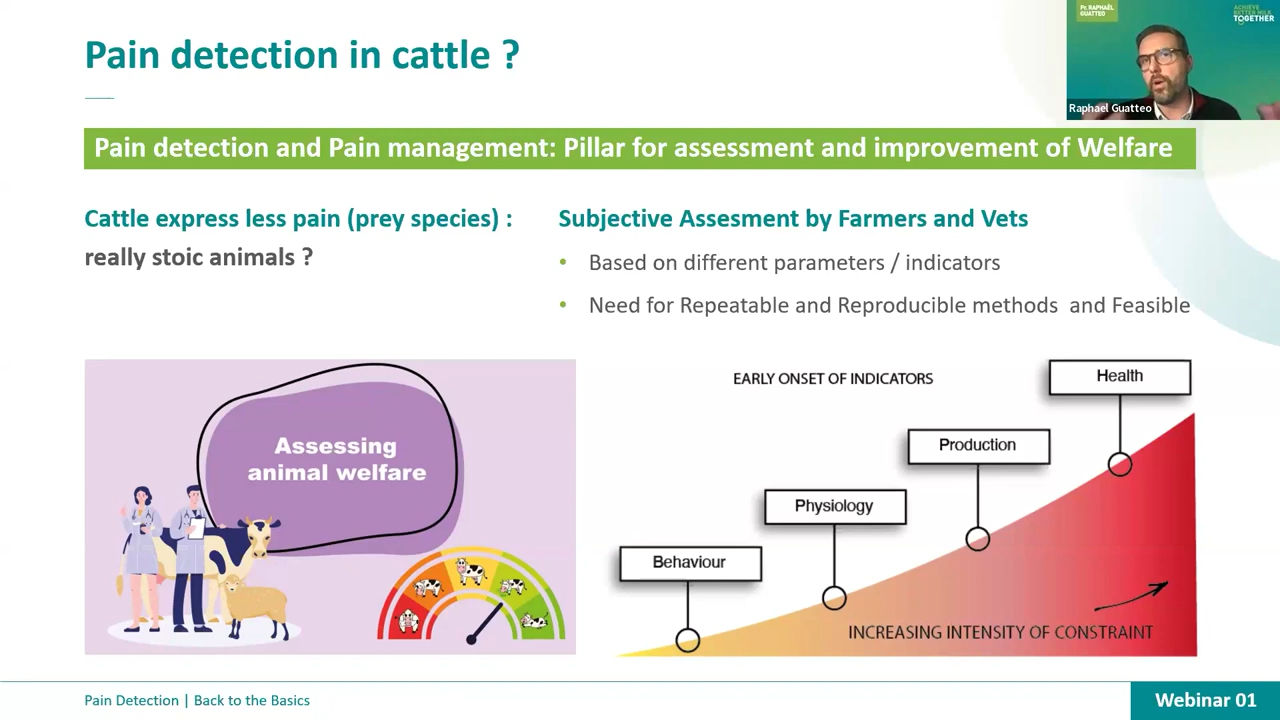 Pain detection in cattle ?
Pr. RAPHAËL
GUATTEO
ACHIEVE
BETTER MILK
TOGETHER
Raphael Guatteo
Pain detection and Pain management: Pillar for assessment and improvement of Welfare
Cattle express less pain (prey species) :
really stoic animals ?
Subjective Assesment by Farmers and Vets
• Based on different parameters / indicators
• Need for Repeatable and Reproducible methods and Feasible
Assessing
animal welfare
EARLY ONSET OF INDICATORS
Health
Production
Physiology
Behaviour
INCREASING INTENSITY OF CONSTRAINT
Pain Detection | Back to the Basics
Webinar 01